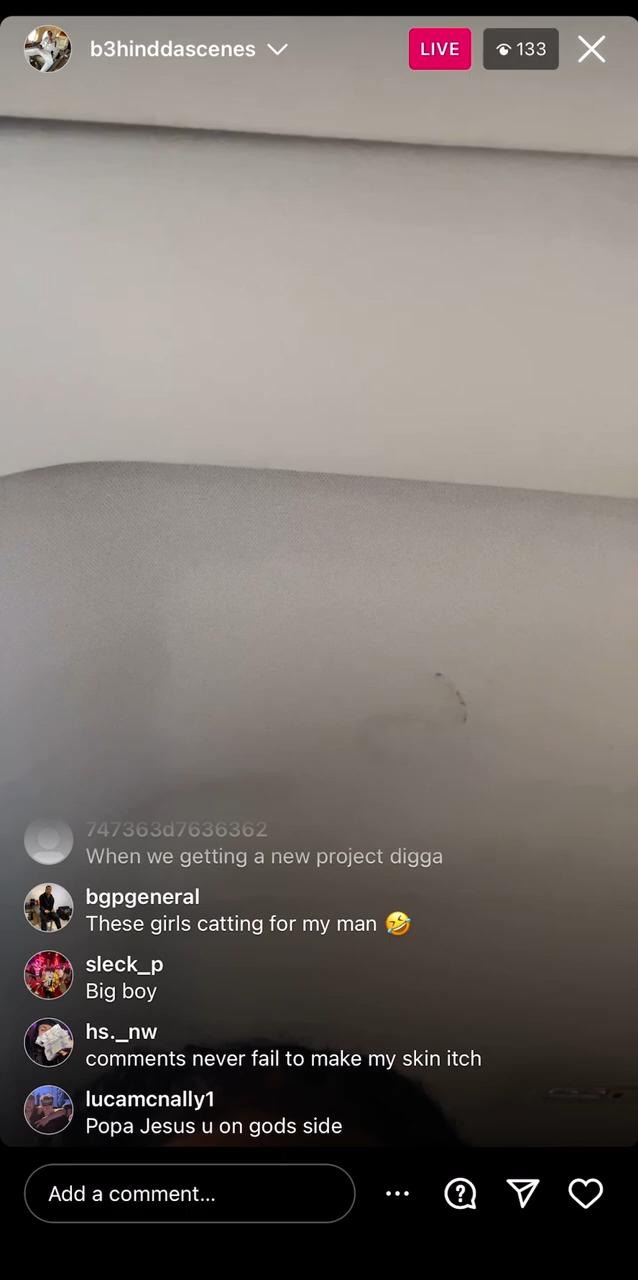 b3hinddascenes
LIVE
133
747363d7636362
When we getting a new project digga
bgpgeneral
These girls catting for my man 🤣
sleck_p
Big boy
hs._nw
comments never fail to make my skin itch
lucamcnally1
Popa Jesus u on gods side
Add a comment...